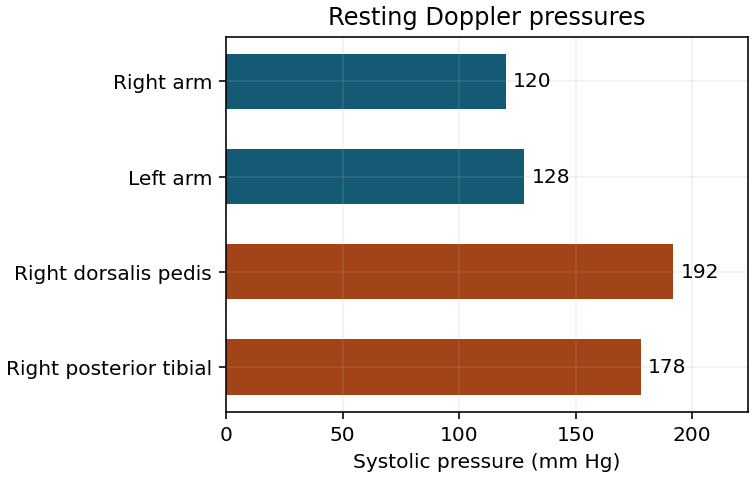 Resting Doppler pressures
Right arm 120
Left arm 128
Right dorsalis pedis 192
Right posterior tibial 178
0 50 100 150 200
Systolic pressure (mm Hg)